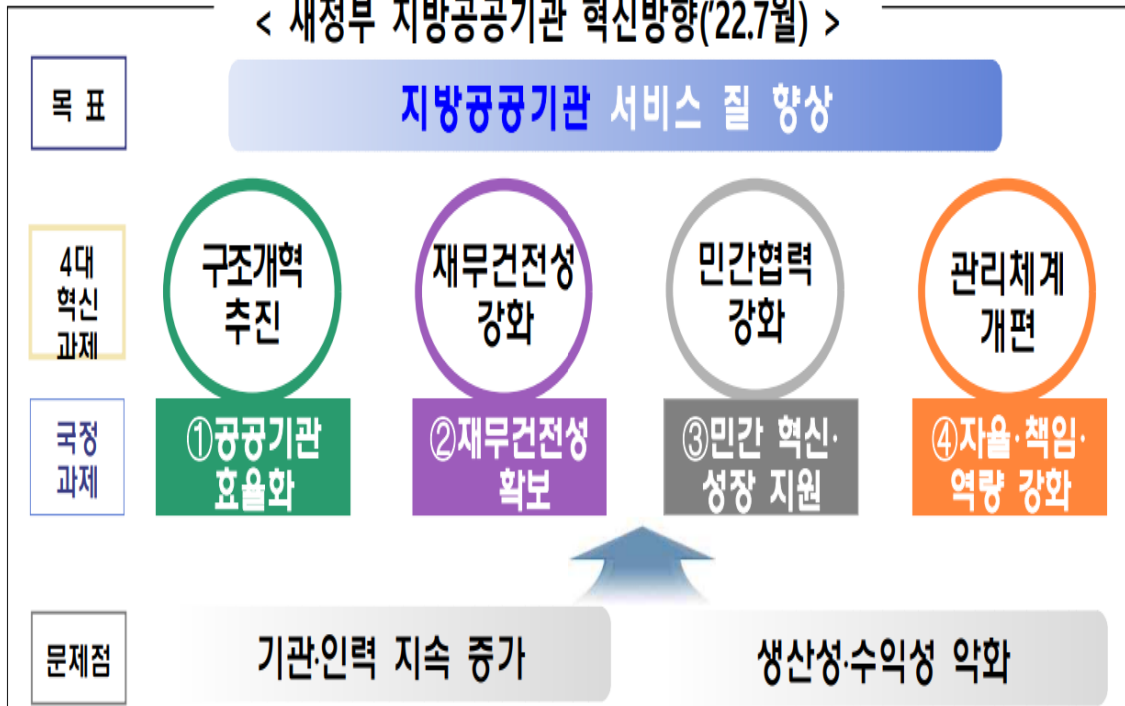 < 새정부 지방공공기관 혁신방향('22.7월) >
목 표
지방공공기관 서비스 질 향상
4대
혁신
과제
구조개혁
추진
재무건전성
강화
민간협력
강화
관리체계
개편
국정
과제
①공공기관
효율화
②재무건전성
확보
③민간 혁신·
성장 지원
④자율·책임·
역량 강화
문제점
기관·인력 지속 증가
생산성·수익성 악화